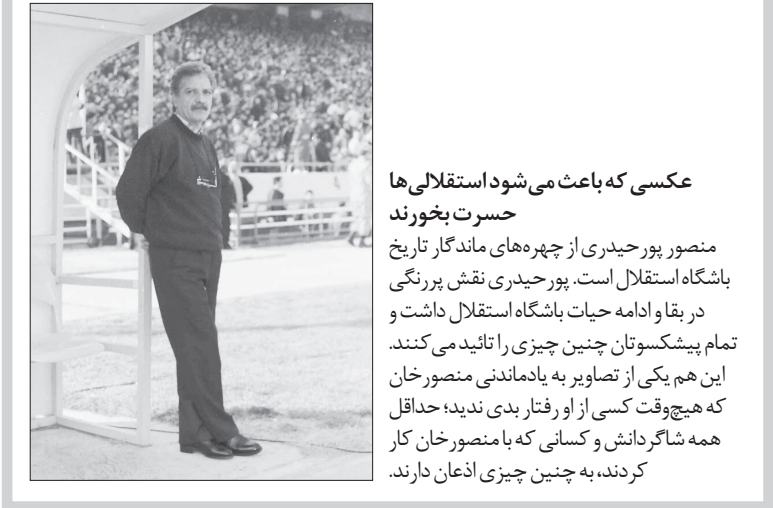 عکسی که باعث می‌شود استقلالی‌ها
حسرت بخورند
منصور پورحیدری از چهره‌های ماندگار تاریخ
باشگاه استقلال است. پورحیدری نقش پررنگی
در بقا و ادامه حیات باشگاه استقلال داشت و
تمام پیشکسوتان چنین چیزی را تائید می‌کنند.
این هم یکی از تصاویر به یادماندنی منصورخان
که هیچ‌وقت کسی از او رفتار بدی ندید؛ حداقل
همه شاگردانش و کسانی که با منصورخان کار
کردند، به چنین چیزی اذعان دارند.